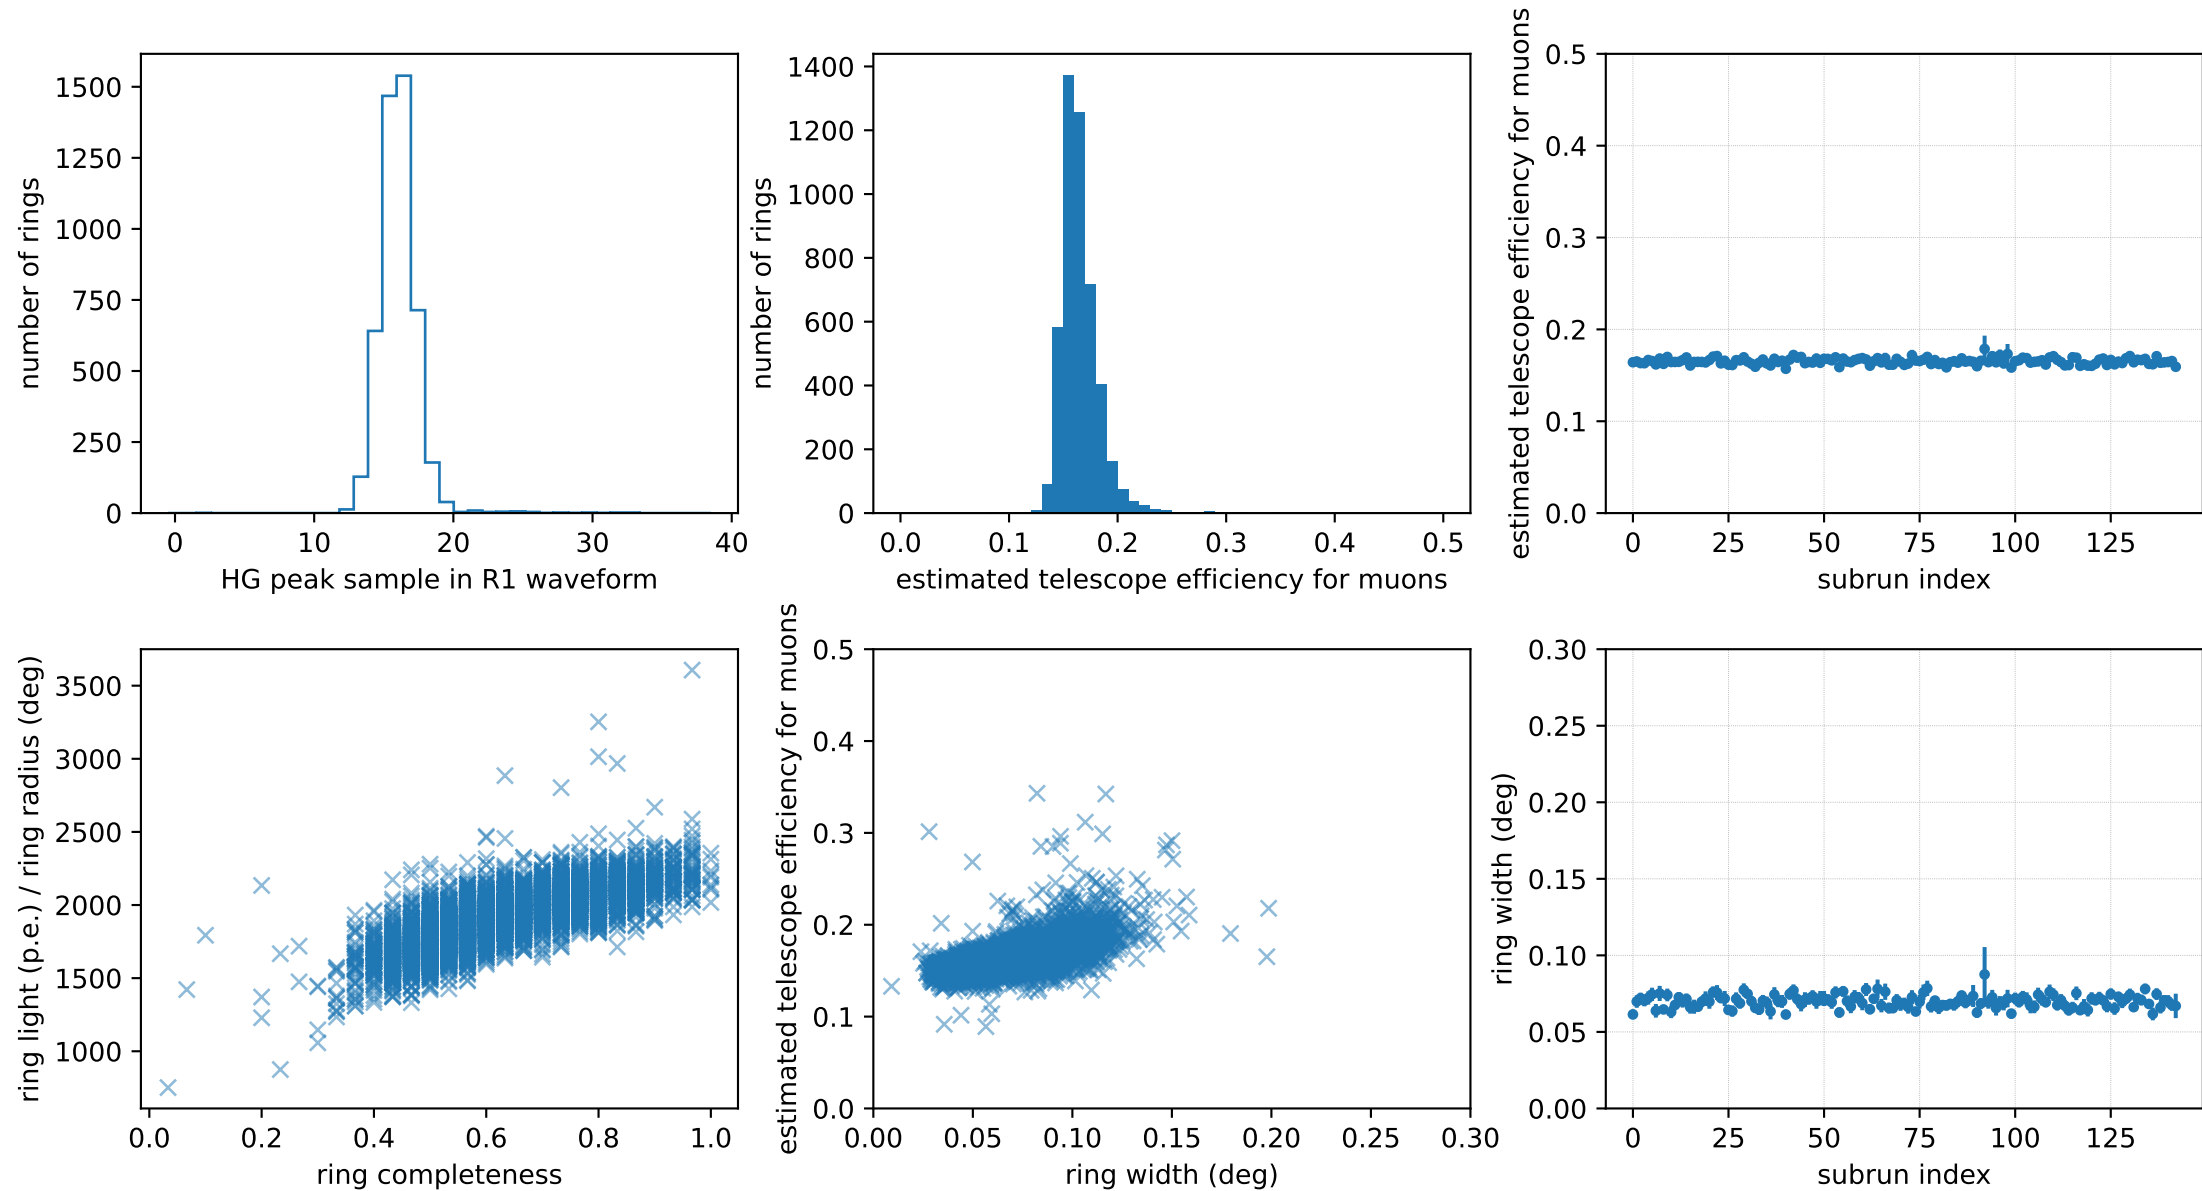 number of rings
1500
1250
1000
750
500
250
0
0 10 20 30 40
HG peak sample in R1 waveform
number of rings
1400
1200
1000
800
600
400
200
0
0.0 0.1 0.2 0.3 0.4 0.5
estimated telescope efficiency for muons
estimated telescope efficiency for muons
0.5
0.4
0.3
0.2
0.1
0.0
0 25 50 75 100 125
subrun index
ring light (p.e.) / ring radius (deg)
3500
3000
2500
2000
1500
1000
0.0 0.2 0.4 0.6 0.8 1.0
ring completeness
estimated telescope efficiency for muons
0.5
0.4
0.3
0.2
0.1
0.0
0.00 0.05 0.10 0.15 0.20 0.25 0.30
ring width (deg)
ring width (deg)
0.30
0.25
0.20
0.15
0.10
0.05
0.00
0 25 50 75 100 125
subrun index